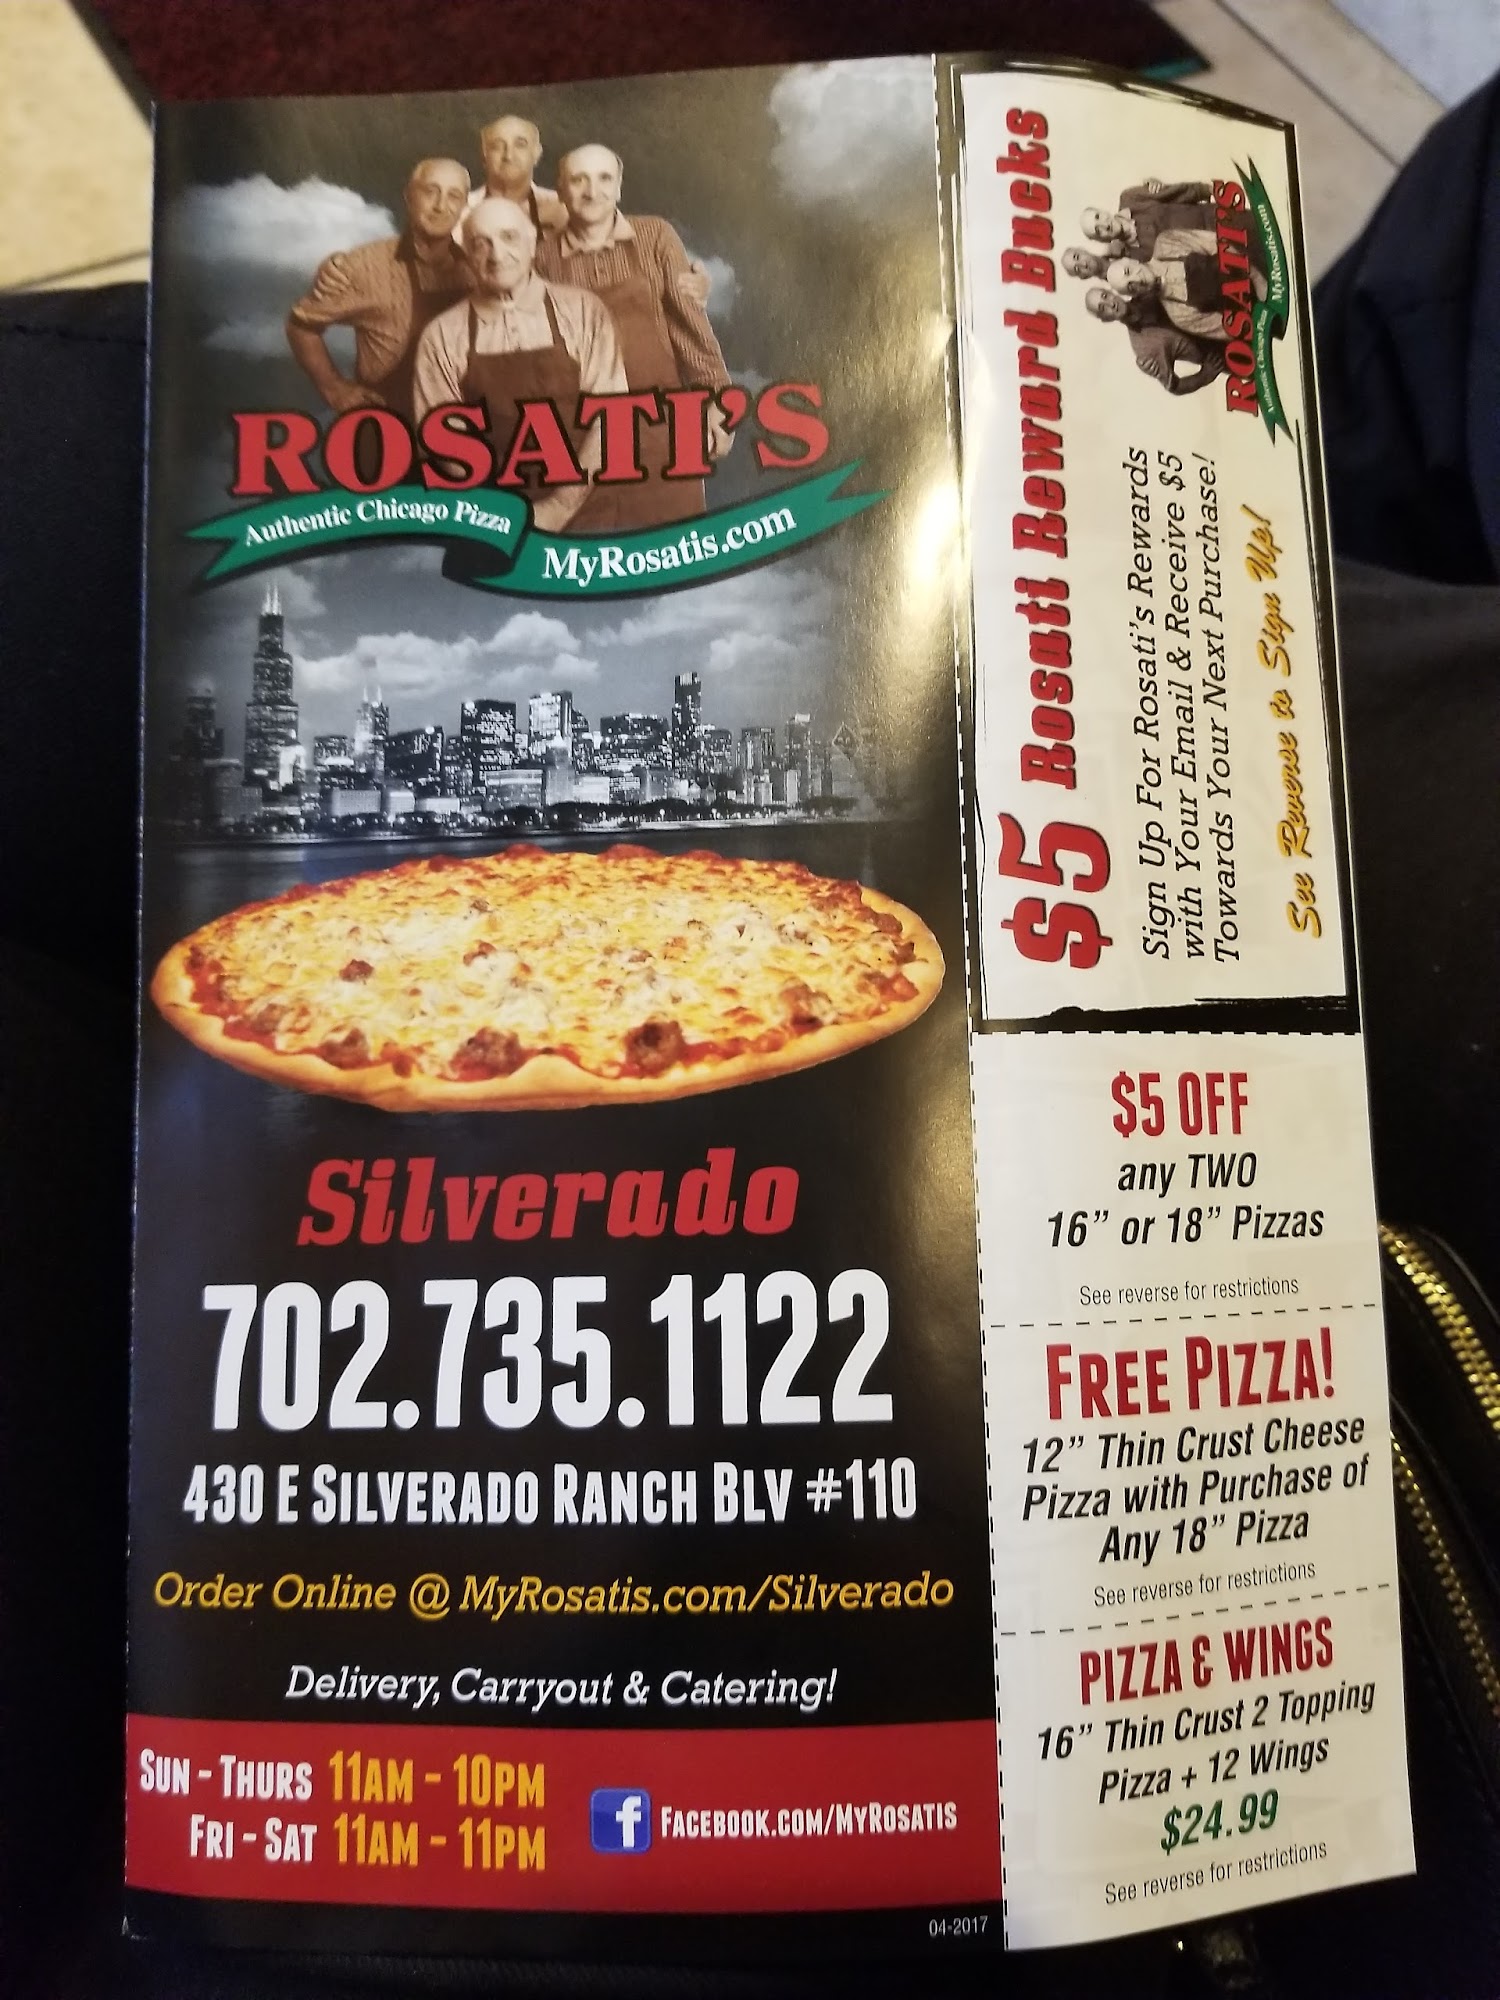 ROSATI'S
Authentic Chicago Pizza
MyRosatis.com
Silverado
702.735.1122
430 E SILVERADO RANCH BLV #110
Order Online @ MyRosatis.com/Silverado
Delivery, Carryout & Catering!
SUN - THURS 11AM - 10PM
FRI - SAT 11AM - 11PM
f FACEBOOK.COM/MYROSATIS
04-2017
$5 Rosati Reward Bucks
Sign Up For Rosati's Rewards
with Your Email & Receive $5
Towards Your Next Purchase!
See Reverse to Sign Up!
ROSATI'S
Authentic Chicago Pizza
MyRosatis.com
$5 OFF
any TWO
16” or 18” Pizzas
See reverse for restrictions
FREE PIZZA!
12” Thin Crust Cheese
Pizza with Purchase of
Any 18” Pizza
See reverse for restrictions
PIZZA & WINGS
16” Thin Crust 2 Topping
Pizza + 12 Wings
$24.99
See reverse for restrictions